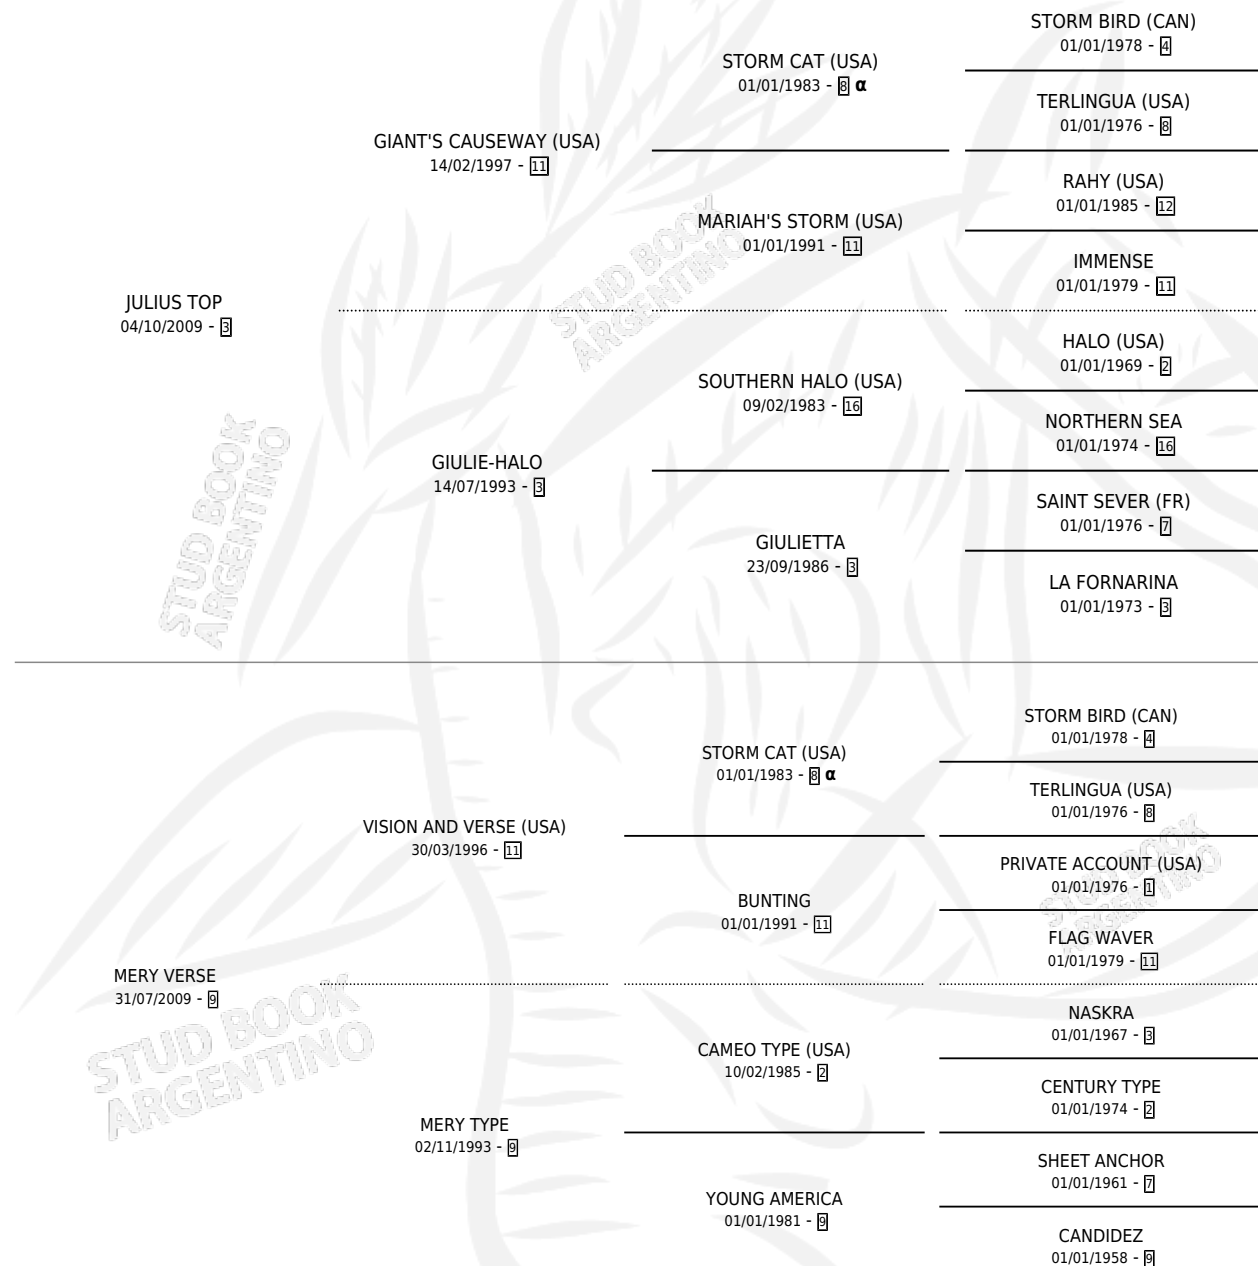 STORM BIRD (CAN)
01/01/1978 - 4
STORM CAT (USA)
01/01/1983 - 8 α
TERLINGUA (USA)
01/01/1976 - 8
GIANT'S CAUSEWAY (USA)
14/02/1997 - 11
RAHY (USA)
01/01/1985 - 12
MARIAH'S STORM (USA)
01/01/1991 - 11
IMMENSE
01/01/1979 - 11
JULIUS TOP
04/10/2009 - 3
HALO (USA)
01/01/1969 - 2
SOUTHERN HALO (USA)
09/02/1983 - 16
NORTHERN SEA
01/01/1974 - 16
GIULIE-HALO
14/07/1993 - 3
SAINT SEVER (FR)
01/01/1976 - 7
GIULIETTA
23/09/1986 - 3
LA FORNARINA
01/01/1973 - 3
STUD BOOK
ARGENTINO
STUD BOOK
ARGENTINO
STORM BIRD (CAN)
01/01/1978 - 4
STORM CAT (USA)
01/01/1983 - 8 α
TERLINGUA (USA)
01/01/1976 - 8
VISION AND VERSE (USA)
30/03/1996 - 11
PRIVATE ACCOUNT (USA)
01/01/1976 - 1
BUNTING
01/01/1991 - 11
FLAG WAVER
01/01/1979 - 11
MERY VERSE
31/07/2009 - 9
NASKRA
01/01/1967 - 3
CAMEO TYPE (USA)
10/02/1985 - 2
CENTURY TYPE
01/01/1974 - 2
MERY TYPE
02/11/1993 - 9
SHEET ANCHOR
01/01/1961 - 7
YOUNG AMERICA
01/01/1981 - 9
CANDIDEZ
01/01/1958 - 9
STUD BOOK
ARGENTINO
STUD BOOK
ARGENTINO